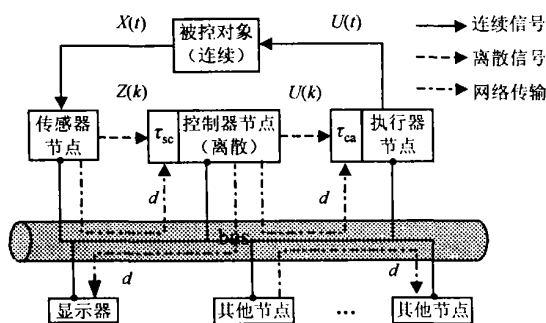 X(t)
U(t)
被控对象
(连续)
连续信号
离散信号
网络传输
Z(k)
U(k)
传感器
节点
τsc
控制器节点
(离散)
τca
执行器
节点
d
d
bus
d
d
显示器
其他节点
...
其他节点